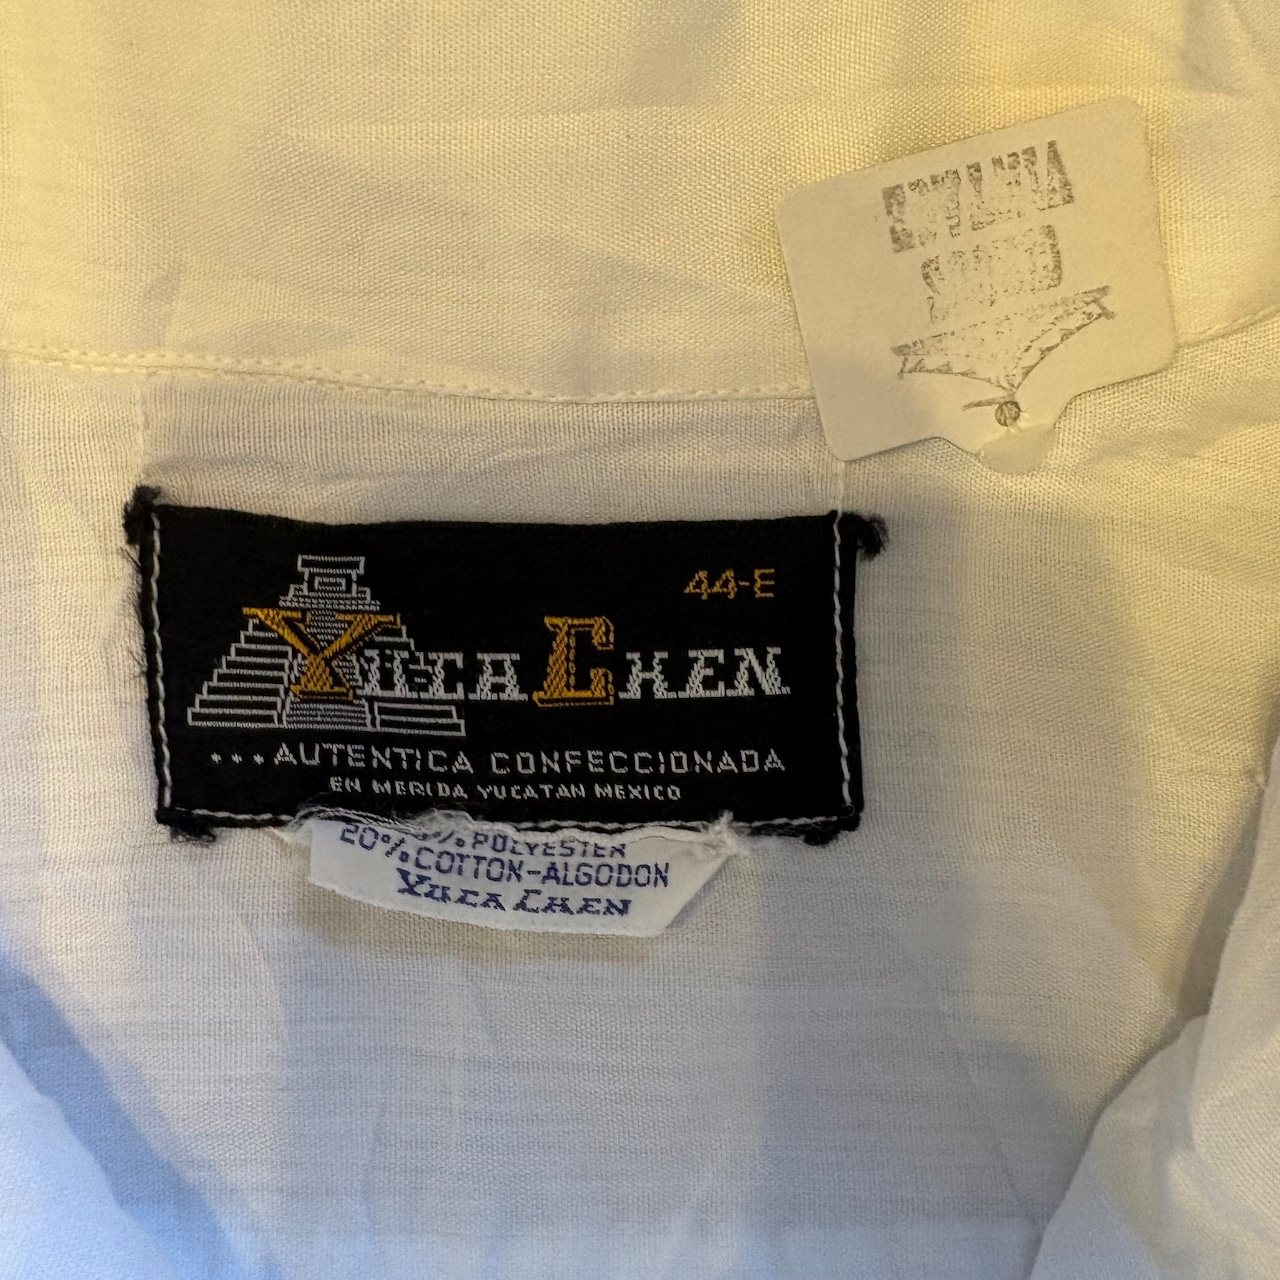 44-E
YUCA CHEN
...AUTENTICA CONFECCIONADA
EN MERIDA YUCATAN MEXICO
% POLYESTER
20% COTTON-ALGODON
YUCA CHEN